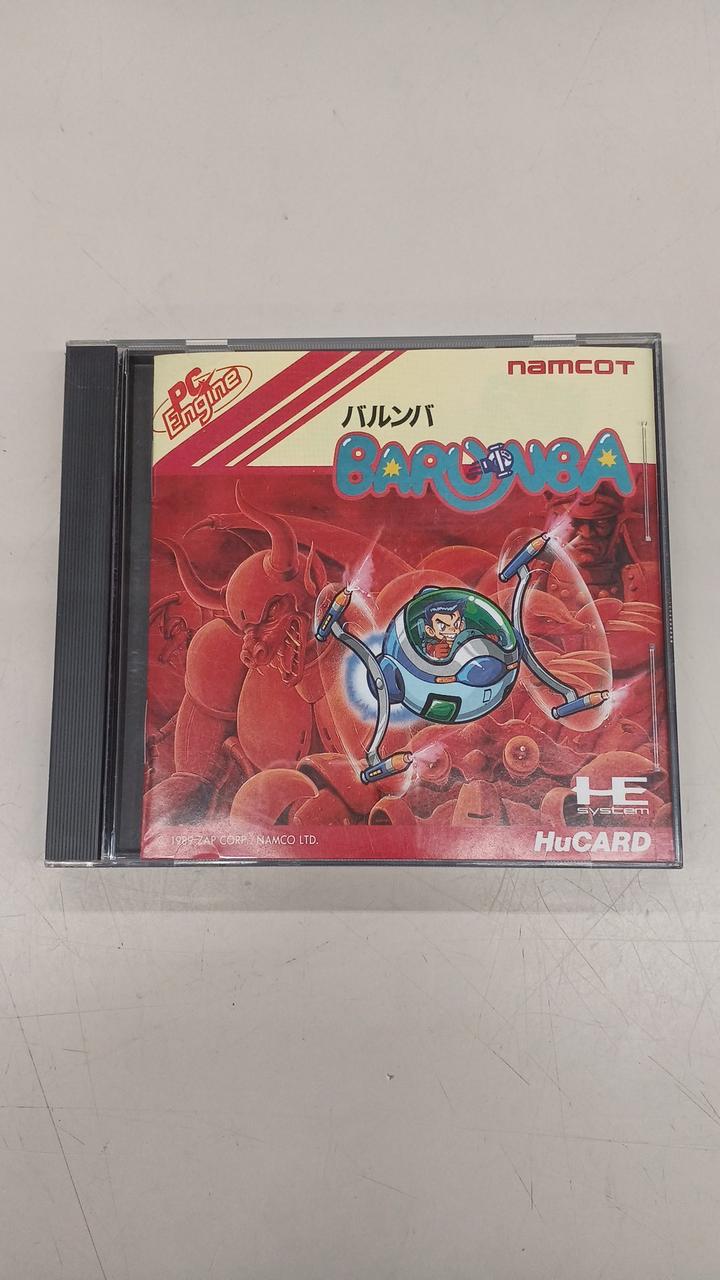 PC Engine
namcoT
バルンバ
BARUNBA
HE
system
© 1989 ZAP CORP., NAMCO LTD.
HuCARD